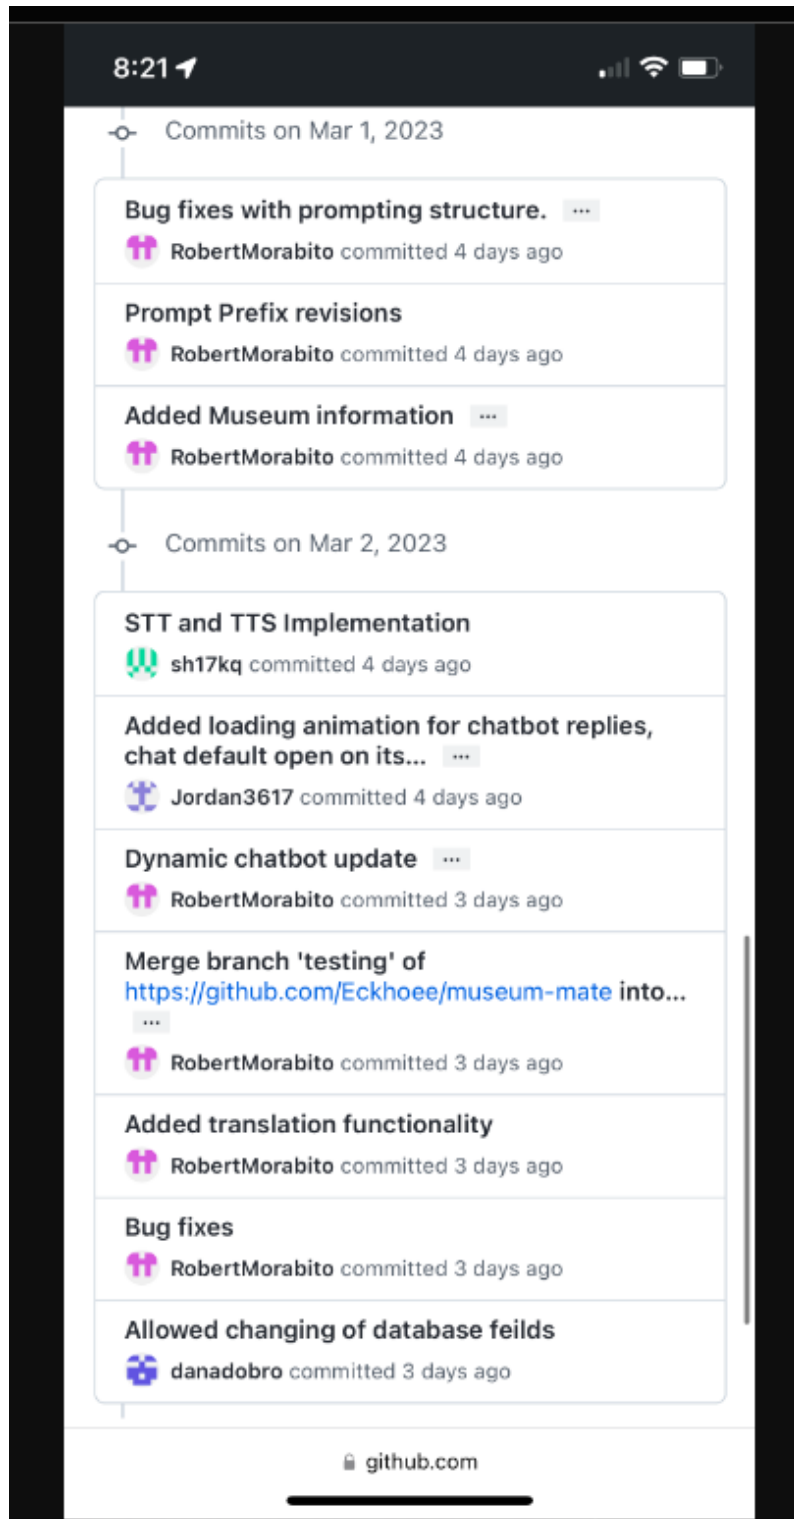 8:21
Commits on Mar 1, 2023
Bug fixes with prompting structure. ...
RobertMorabito committed 4 days ago
Prompt Prefix revisions
RobertMorabito committed 4 days ago
Added Museum information ...
RobertMorabito committed 4 days ago
Commits on Mar 2, 2023
STT and TTS Implementation
sh17kq committed 4 days ago
Added loading animation for chatbot replies,
chat default open on its... ...
Jordan3617 committed 4 days ago
Dynamic chatbot update ...
RobertMorabito committed 3 days ago
Merge branch 'testing' of
https://github.com/Eckhoee/museum-mate into...
...
RobertMorabito committed 3 days ago
Added translation functionality
RobertMorabito committed 3 days ago
Bug fixes
RobertMorabito committed 3 days ago
Allowed changing of database feilds
danadobro committed 3 days ago
github.com